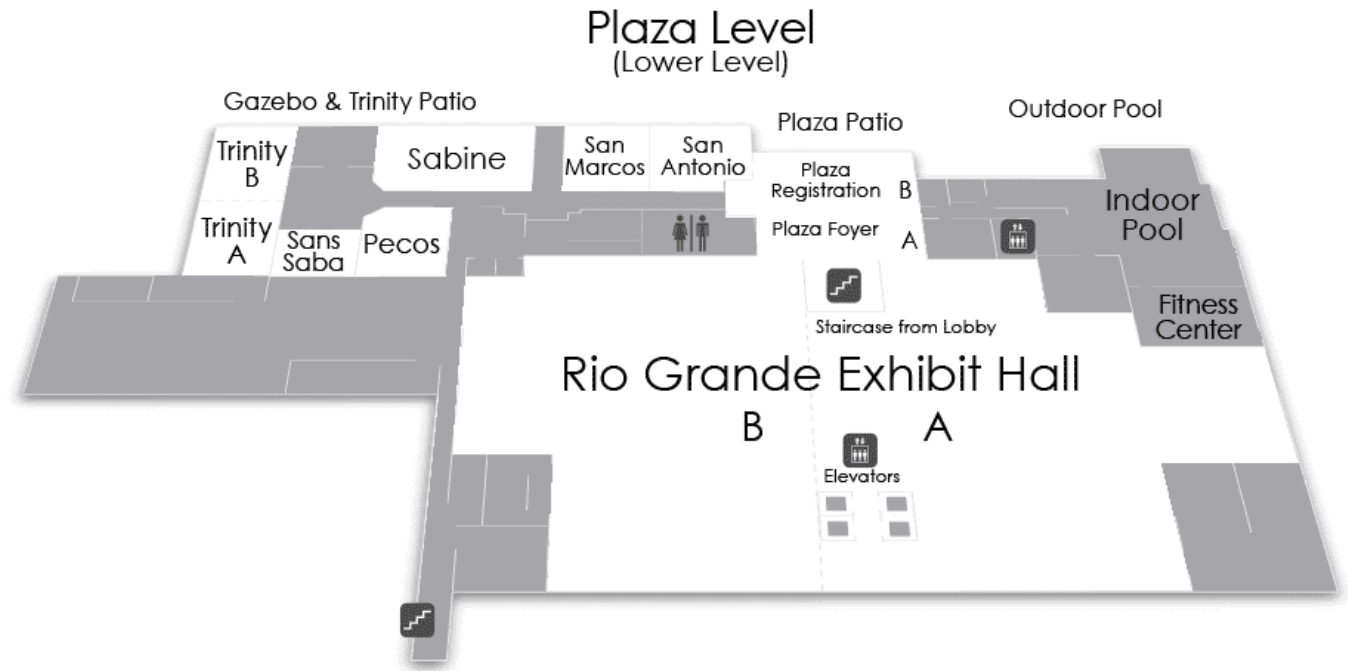 Plaza Level
(Lower Level)
Gazebo & Trinity Patio
Plaza Patio
Outdoor Pool
Trinity
B
Sabine
San
Marcos
San
Antonio
Plaza
Registration B
Indoor
Pool
Trinity
A
Sans
Saba
Pecos
Plaza Foyer A
Fitness
Center
Staircase from Lobby
Rio Grande Exhibit Hall
B A
Elevators